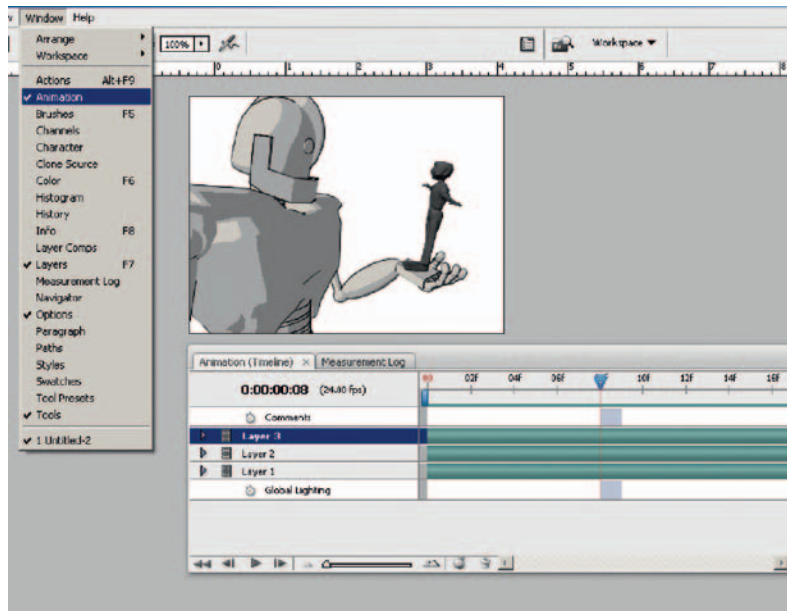 Window Help
100%
Workspace
0 1 2 3 4 5 6 7 8
Arrange
Workspace
Actions Alt+F9
Animation
Brushes F5
Channels
Character
Clone Source
Color F6
Histogram
History
Info F8
Layer Comps
Layers F7
Measurement Log
Navigator
Options
Paragraph
Paths
Styles
Swatches
Tool Presets
Tools
1 Untitled-2
Animation (Timeline) × Measurement Log
0:00:00:08 (24.00 fps)
00 02F 04F 06F 10F 12F 14F 16F
Comments
Layer 3
Layer 2
Layer 1
Global Lighting